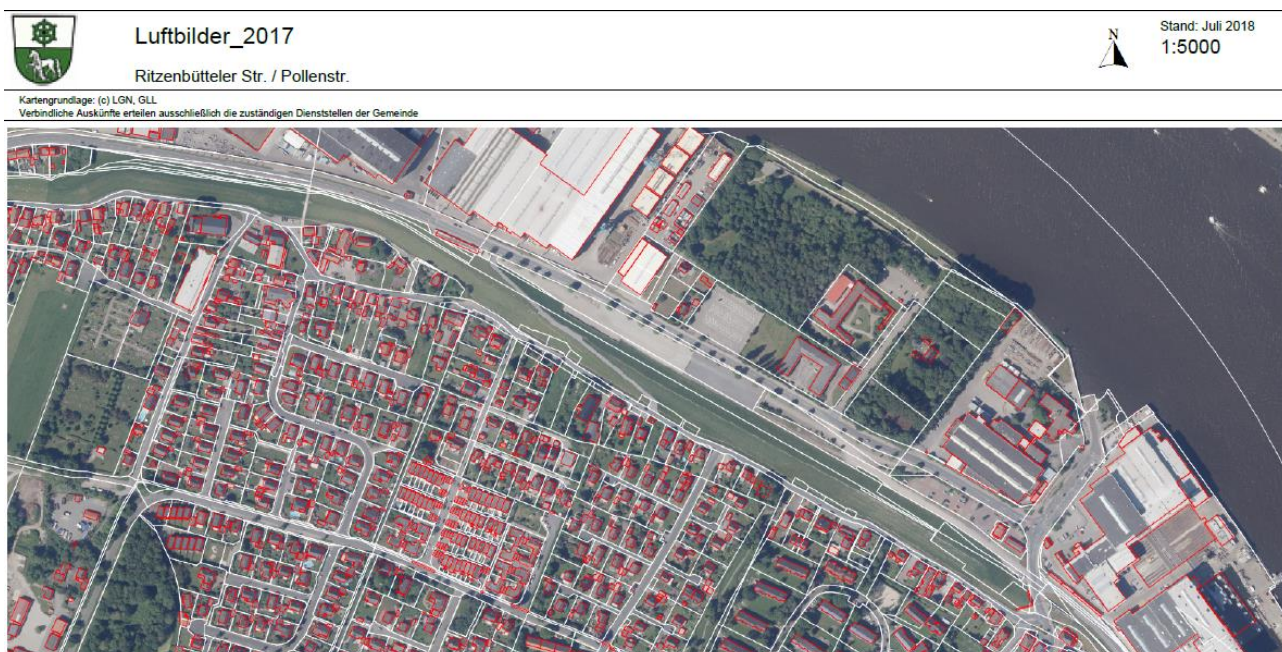 Luftbilder_2017
Ritzenbütteler Str. / Pollenstr.
N
Stand: Juli 2018
1:5000
Kartengrundlage: (c) LGN, GLL
Verbindliche Auskünfte erteilen ausschließlich die zuständigen Dienststellen der Gemeinde